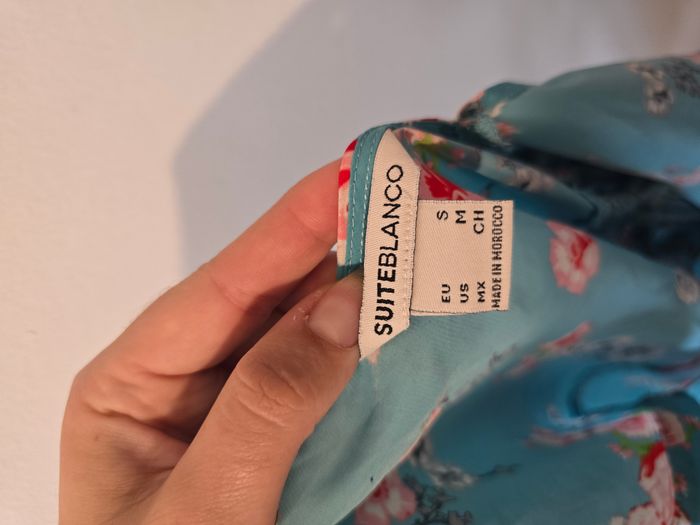 SUITEBLANCO
EU S
US M
MX CH
MADE IN MOROCCO